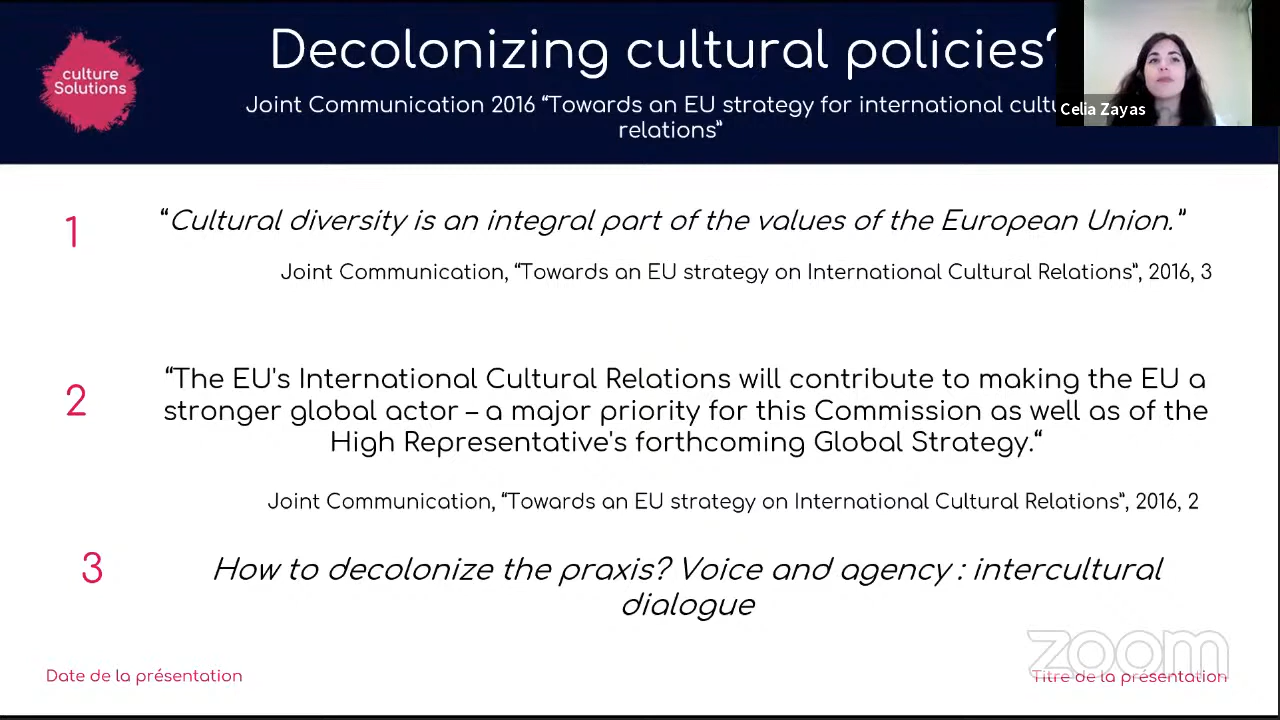 culture
Solutions
Decolonizing cultural policies?
Joint Communication 2016 “Towards an EU strategy for international
relations”
Celia Zayas
1
“Cultural diversity is an integral part of the values of the European Union.”
Joint Communication, “Towards an EU strategy on International Cultural Relations”, 2016, 3
2
“The EU's International Cultural Relations will contribute to making the EU a
stronger global actor – a major priority for this Commission as well as of the
High Representative's forthcoming Global Strategy.“
Joint Communication, “Towards an EU strategy on International Cultural Relations”, 2016, 2
3
How to decolonize the praxis? Voice and agency : intercultural
dialogue
zoom
Date de la présentation
Titre de la présentation